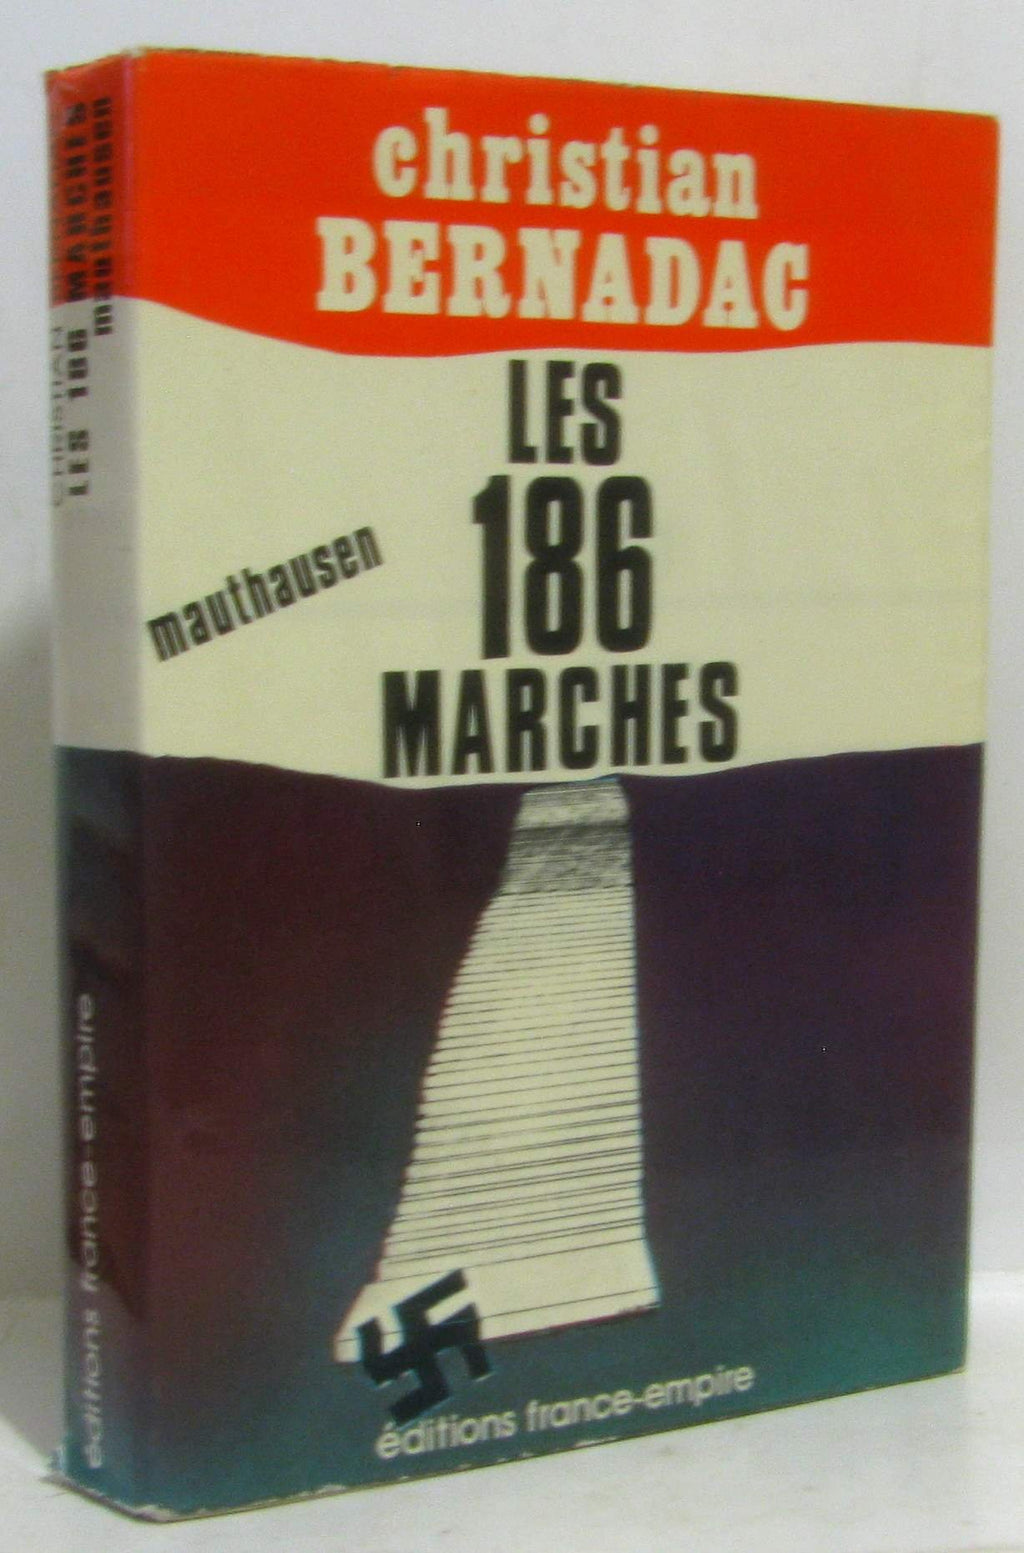 christian
BERNADAC
LES
186
MARCHES
mauthausen
éditions france-empire
CHRISTIAN
LES 186 MARCHES
mauthausen
éditions france-empire